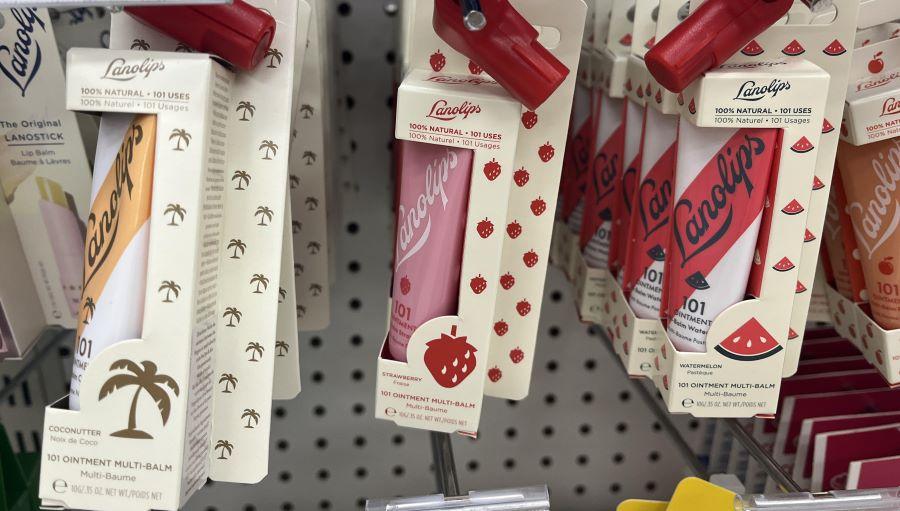 Lanolips
The Original
LANOSTICK
Lip Balm
Baume à Lèvres
Lanolips
100% NATURAL • 101 USES
100% Naturel • 101 Usages
Lanolips
101
COCONUTTER
Noix de Coco
101 OINTMENT MULTI-BALM
Multi-Baume
e 10G/.35 OZ. NET WT/POIDS NET
Lanolips
100% NATURAL • 101 USES
100% Naturel • 101 Usages
Lanolips
101
OINTMENT
STRAWBERRY
Fraise
101 OINTMENT MULTI-BALM
Multi-Baume
e 10G/.35 OZ. NET WT/POIDS NET
Lanolips
100% NATURAL • 101 USES
100% Naturel • 101 Usages
Lanolips
101
OINTMENT
WATERMELON
Pastèque
101 OINTMENT MULTI-BALM
Multi-Baume
e 10G/.35 OZ. NET WT/POIDS NET
101
Lanolips
101